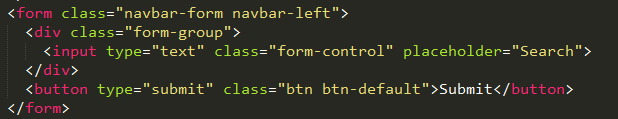 <form class="navbar-form navbar-left">
<div class="form-group">
<input type="text" class="form-control" placeholder="Search">
</div>
<button type="submit" class="btn btn-default">Submit</button>
</form>